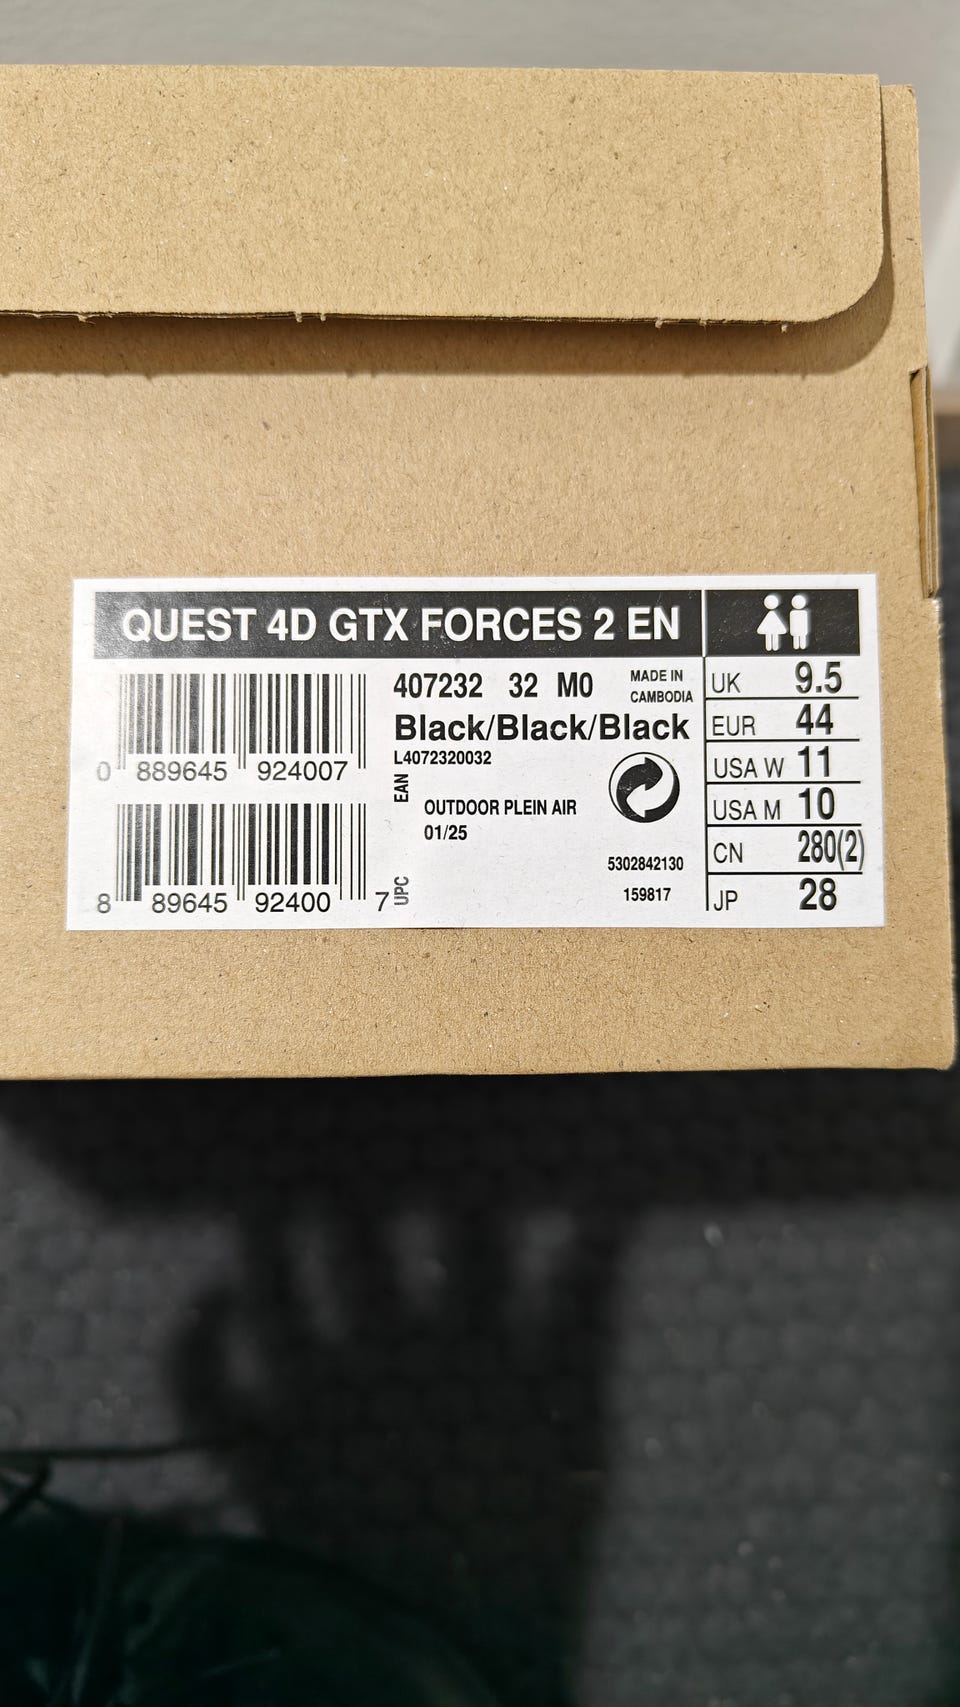 QUEST 4D GTX FORCES 2 EN
407232 32 M0
MADE IN
CAMBODIA
Black/Black/Black
L4072320032
EAN
0 889645 924007
OUTDOOR PLEIN AIR
01/25
5302842130
159817
8 89645 92400 7
UPC
UK 9.5
EUR 44
USA W 11
USA M 10
CN 280(2)
JP 28